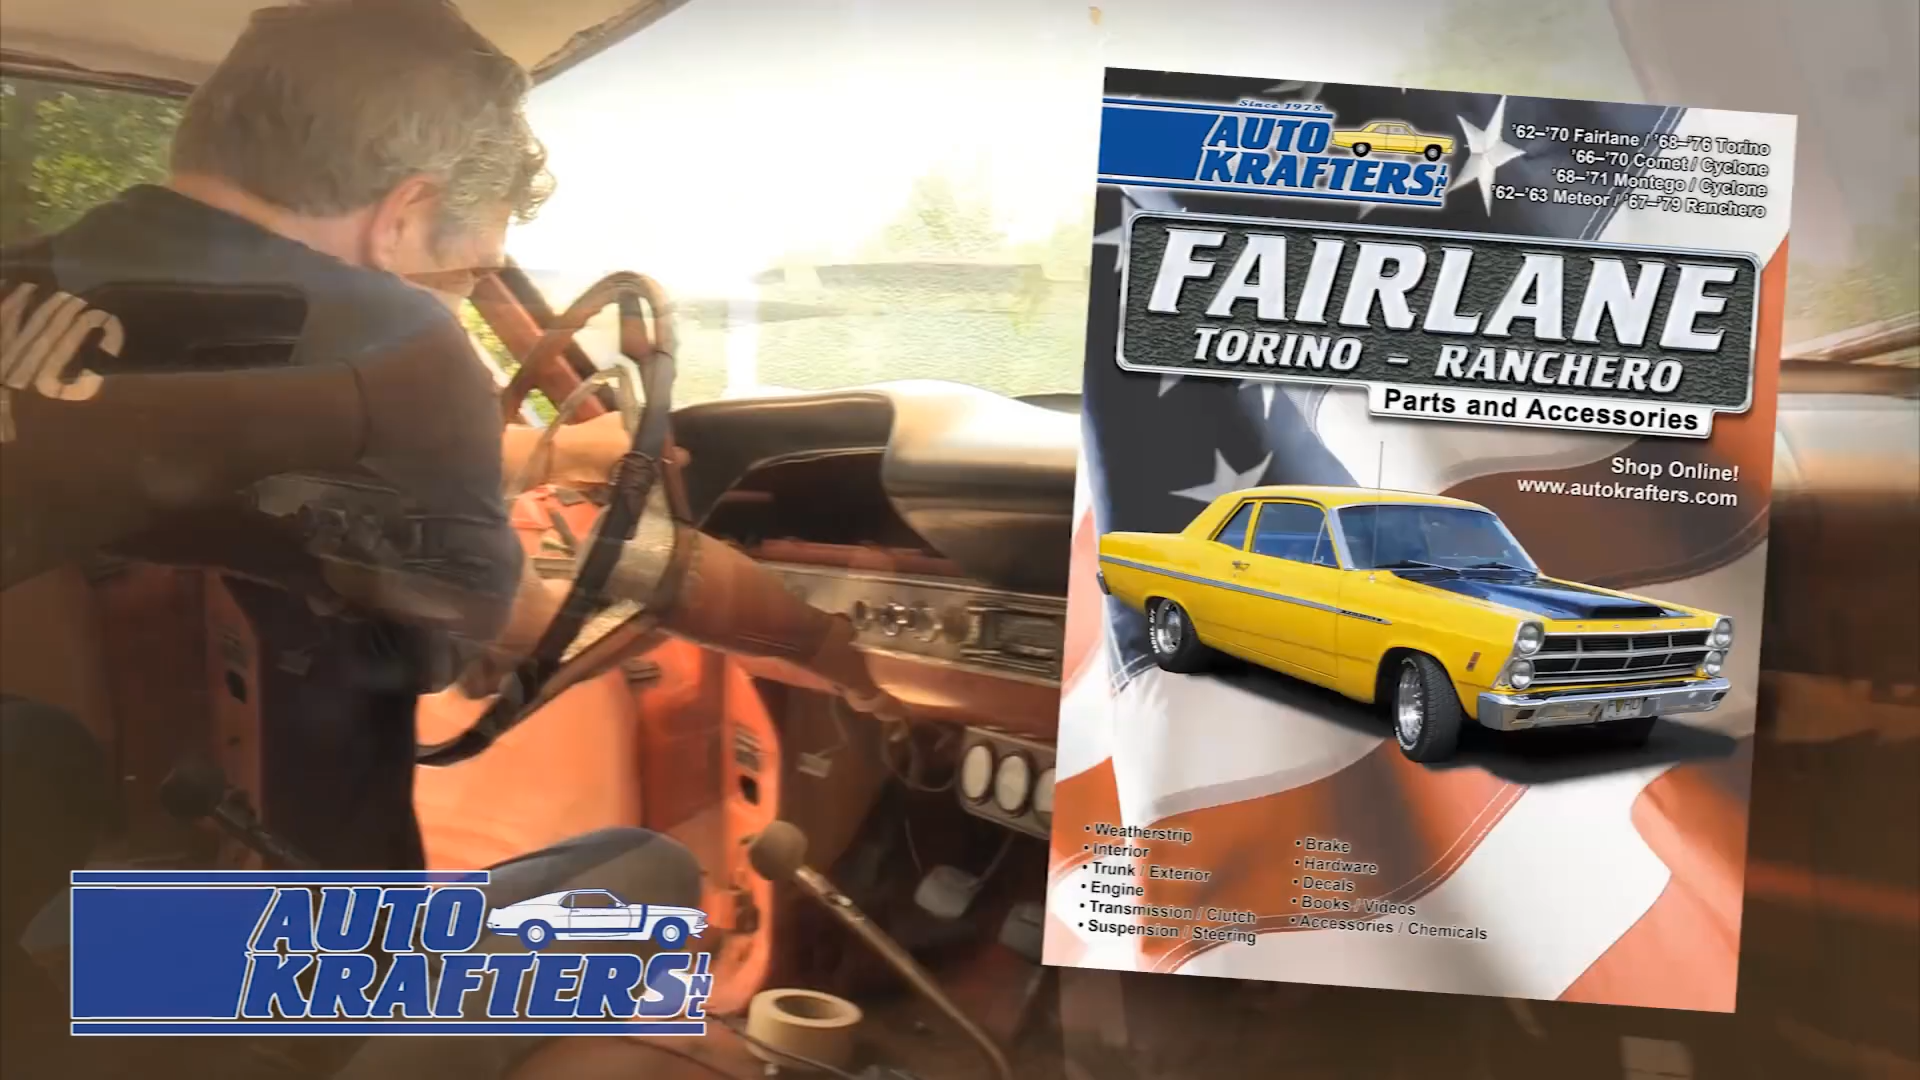 Since 1978
AUTO
KRAFTERS INC
'62–'70 Fairlane / '68–'76 Torino
'66–'70 Comet / Cyclone
'68–'71 Montego / Cyclone
'62–'63 Meteor / '67–'79 Ranchero
FAIRLANE
TORINO - RANCHERO
Parts and Accessories
Shop Online!
www.autokrafters.com
• Weatherstrip
• Interior
• Trunk / Exterior
• Engine
• Transmission / Clutch
• Suspension / Steering
• Brake
• Hardware
• Decals
• Books / Videos
• Accessories / Chemicals
AUTO
KRAFTERS INC